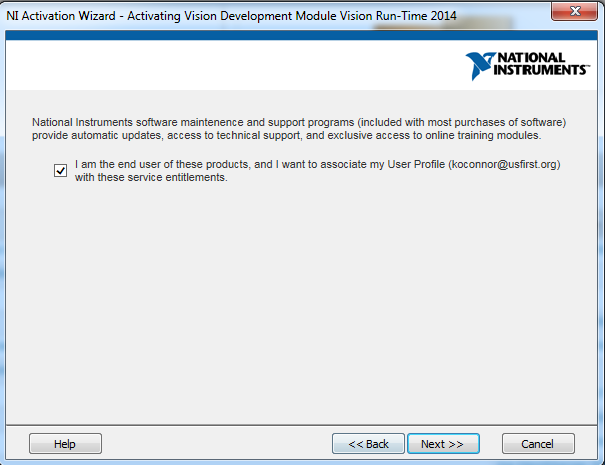 NI Activation Wizard - Activating Vision Development Module Vision Run-Time 2014
NATIONAL
INSTRUMENTS™
National Instruments software maintenence and support programs (included with most purchases of software)
provide automatic updates, access to technical support, and exclusive access to online training modules.
I am the end user of these products, and I want to associate my User Profile (koconnor@usfirst.org)
with these service entitlements.
Help
<< Back
Next >>
Cancel